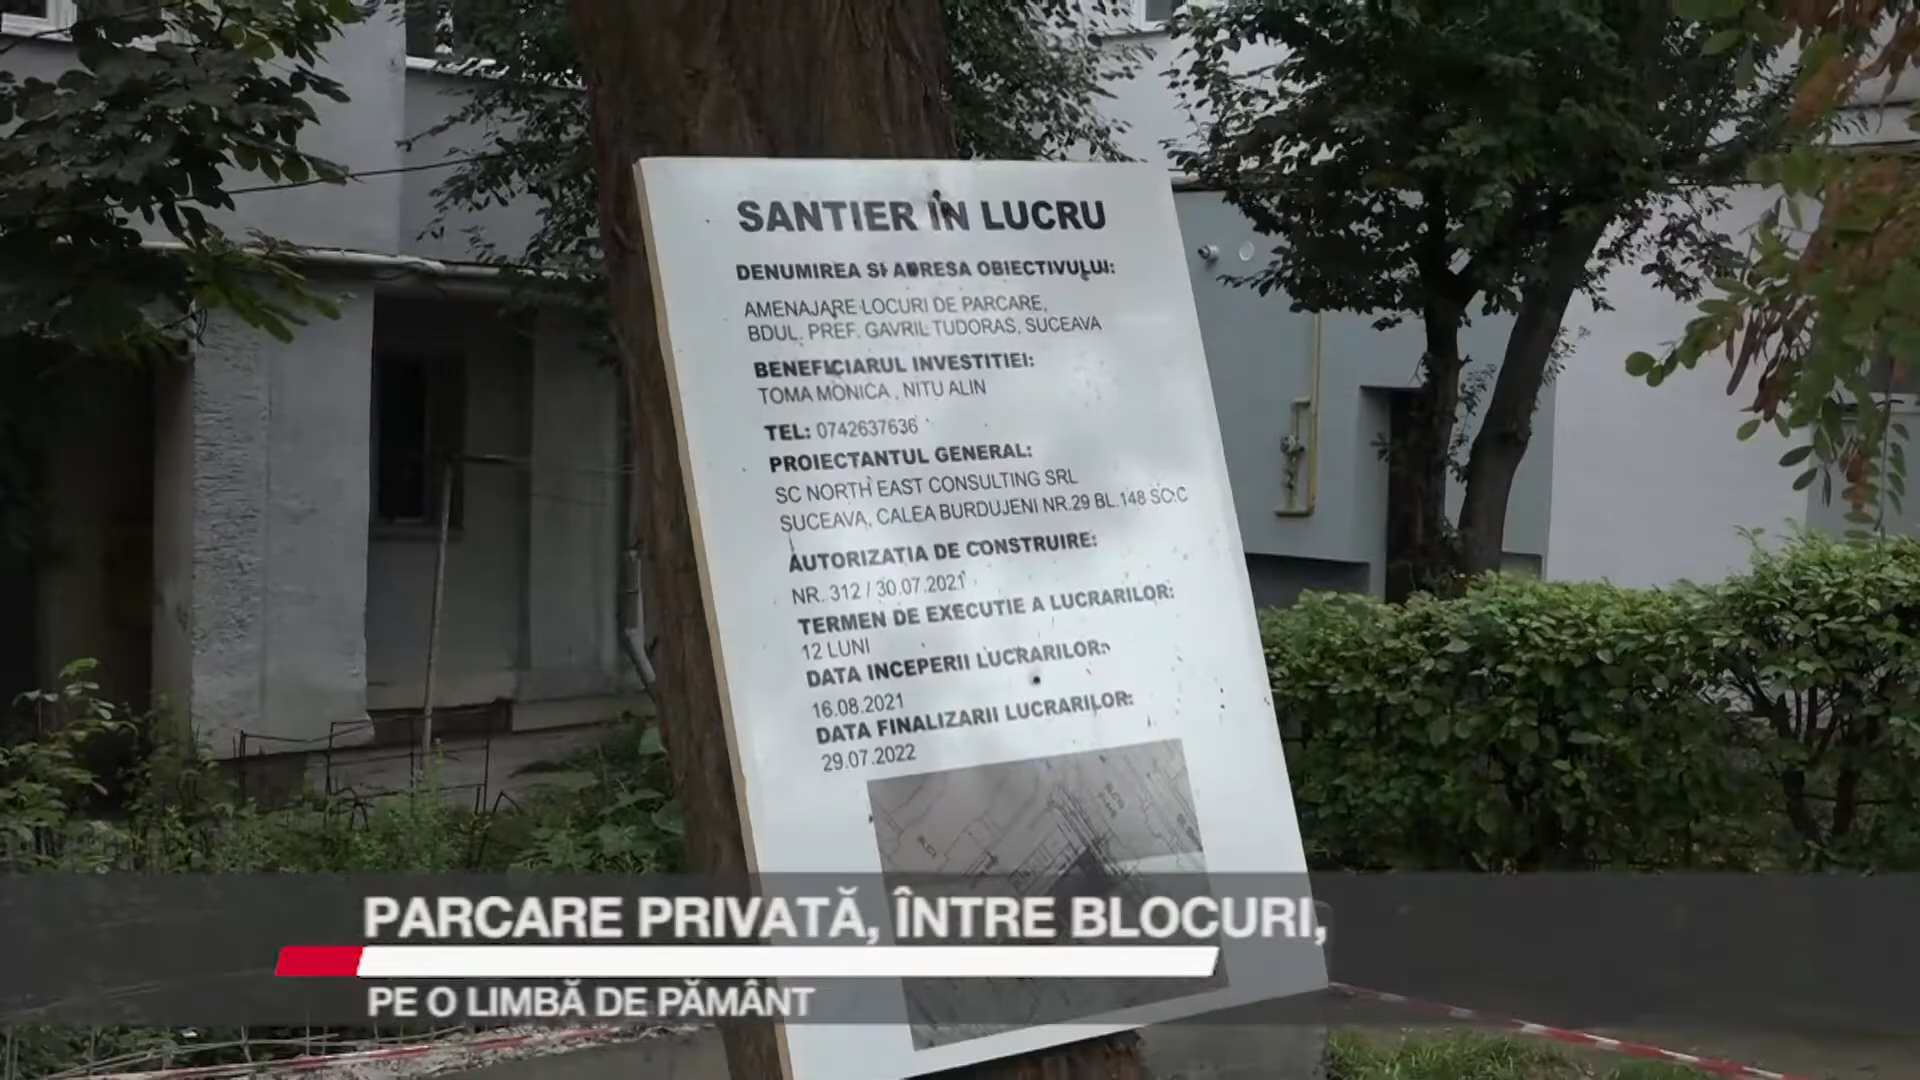 SANTIER IN LUCRU
DENUMIREA SI ADRESA OBIECTIVULUI:
AMENAJARE LOCURI DE PARCARE,
BDUL. PREF. GAVRIL TUDORAS, SUCEAVA
BENEFICIARUL INVESTITIEI:
TOMA MONICA , NITU ALIN
TEL: 0742637636
PROIECTANTUL GENERAL:
SC NORTH EAST CONSULTING SRL
SUCEAVA, CALEA BURDUJENI NR.29 BL.148 SC.C
AUTORIZATIA DE CONSTRUIRE:
NR. 312 / 30.07.2021
TERMEN DE EXECUTIE A LUCRARILOR:
12 LUNI
DATA INCEPERII LUCRARILOR:
16.08.2021
DATA FINALIZARII LUCRARILOR:
29.07.2022
PARCARE PRIVATĂ, ÎNTRE BLOCURI,
PE O LIMBĂ DE PĂMÂNT